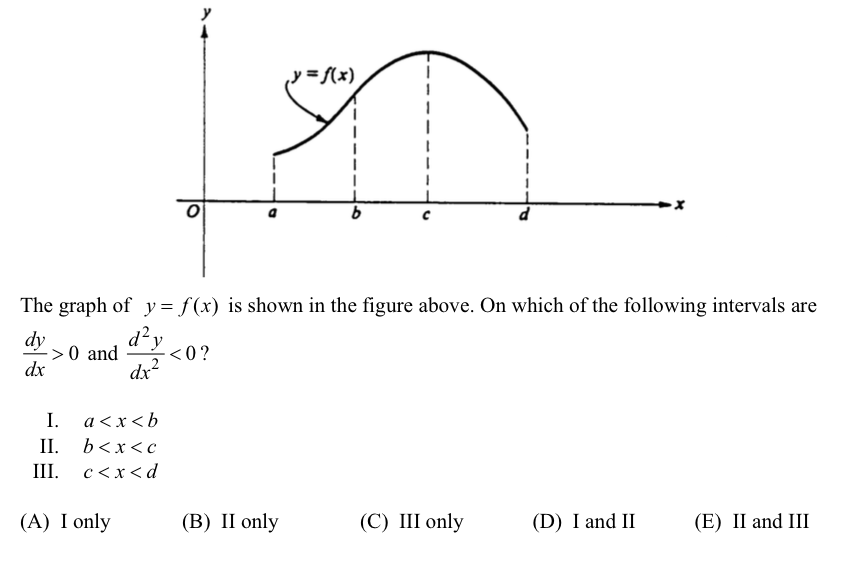 y
y = f(x)
O a b c d x
The graph of y = f(x) is shown in the figure above. On which of the following intervals are
dy/dx > 0 and d²y/dx² < 0 ?
I. a < x < b
II. b < x < c
III. c < x < d
(A) I only (B) II only (C) III only (D) I and II (E) II and III